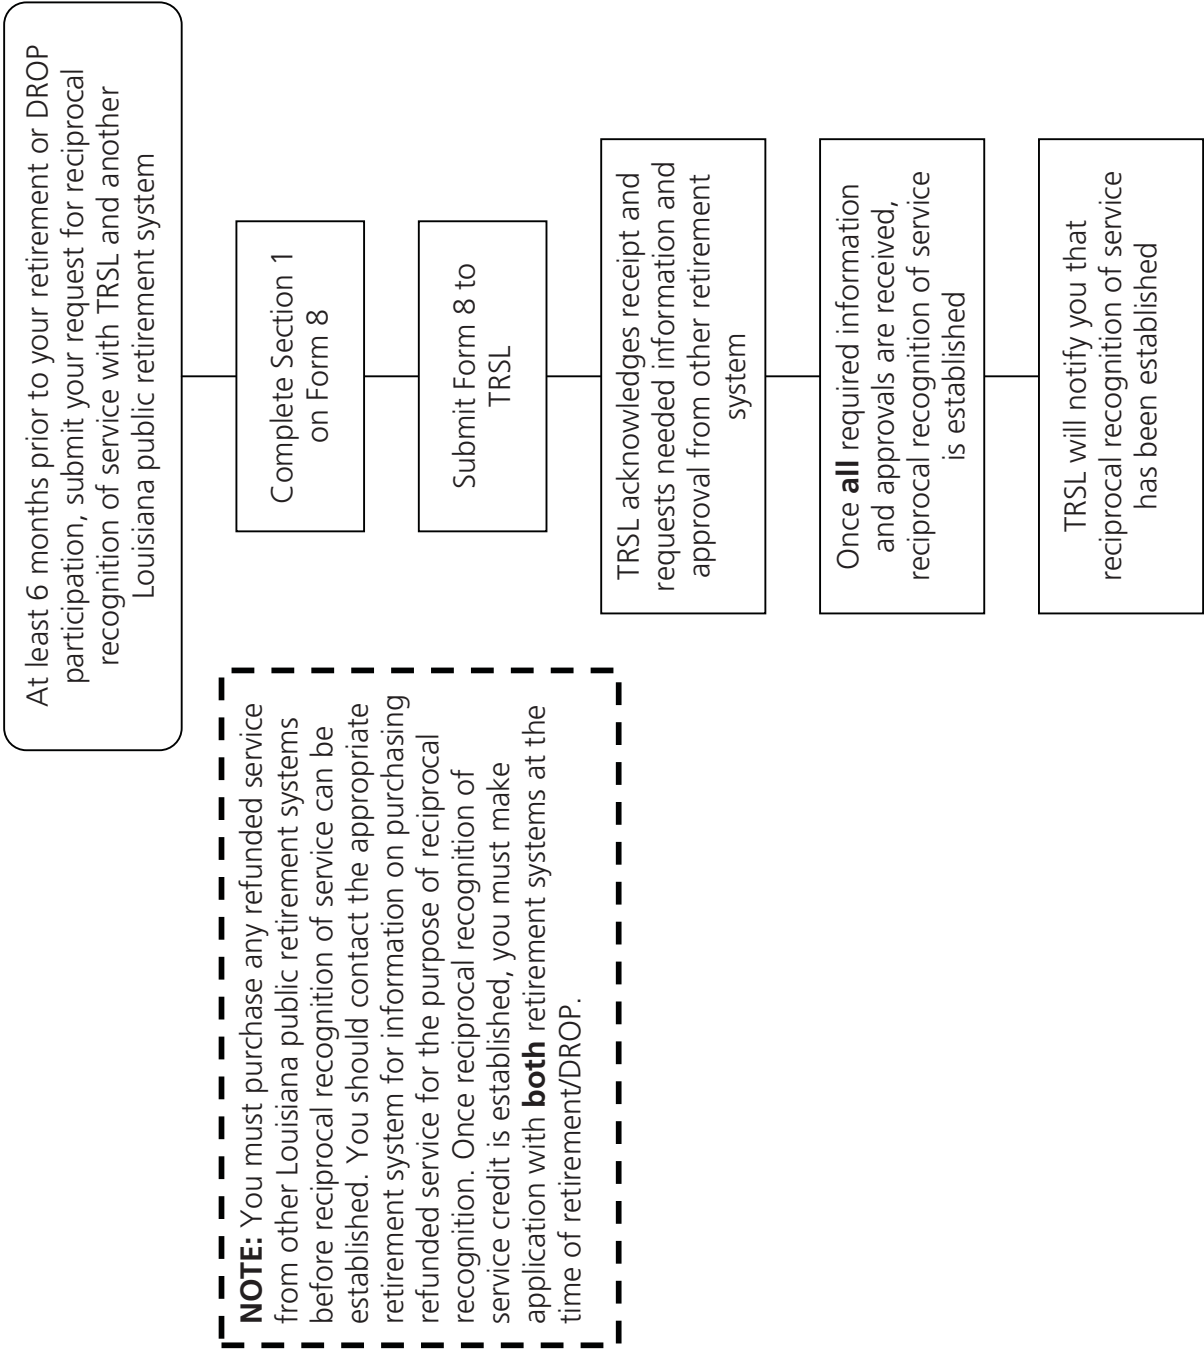 At least 6 months prior to your retirement or DROP
participation, submit your request for reciprocal
recognition of service with TRSL and another
Louisiana public retirement system
Complete Section 1
on Form 8
Submit Form 8 to
TRSL
TRSL acknowledges receipt and
requests needed information and
approval from other retirement
system
Once all required information
and approvals are received,
reciprocal recognition of service
is established
TRSL will notify you that
reciprocal recognition of service
has been established
NOTE: You must purchase any refunded service
from other Louisiana public retirement systems
before reciprocal recognition of service can be
established. You should contact the appropriate
retirement system for information on purchasing
refunded service for the purpose of reciprocal
recognition. Once reciprocal recognition of
service credit is established, you must make
application with both retirement systems at the
time of retirement/DROP.